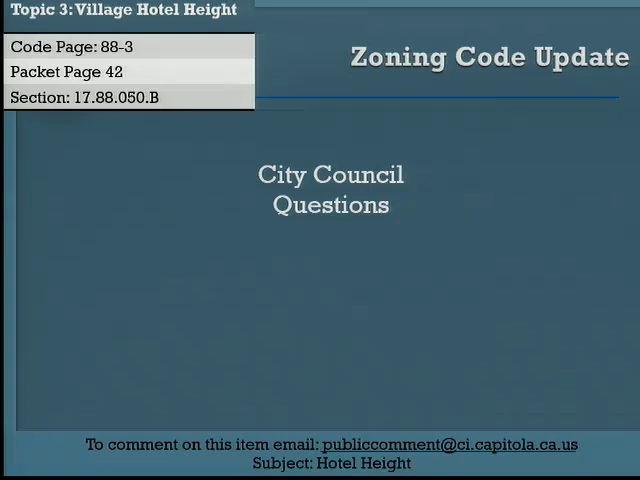 Topic 3: Village Hotel Height
Code Page: 88-3
Packet Page 42
Section: 17.88.050.B
Zoning Code Update
City Council
Questions
To comment on this item email: publiccomment@ci.capitola.ca.us
Subject: Hotel Height